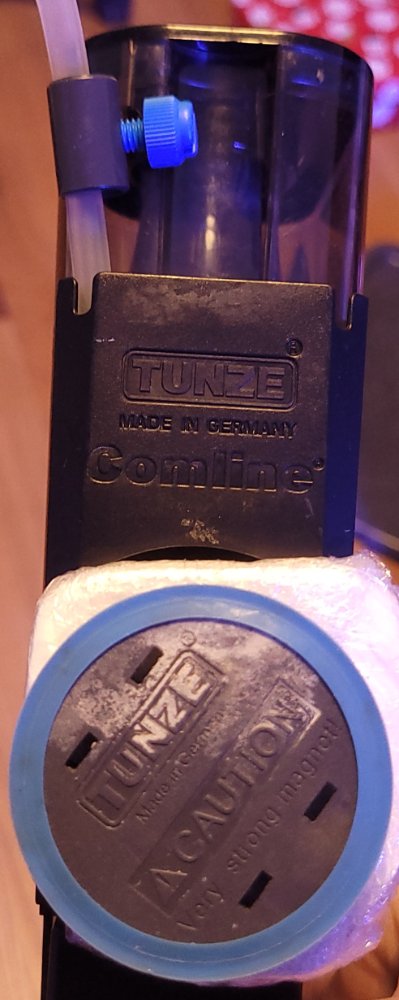 TUNZE®
MADE IN GERMANY
Comline®
TUNZE®
Made in Germany
⚠ CAUTION
Very strong magnet!